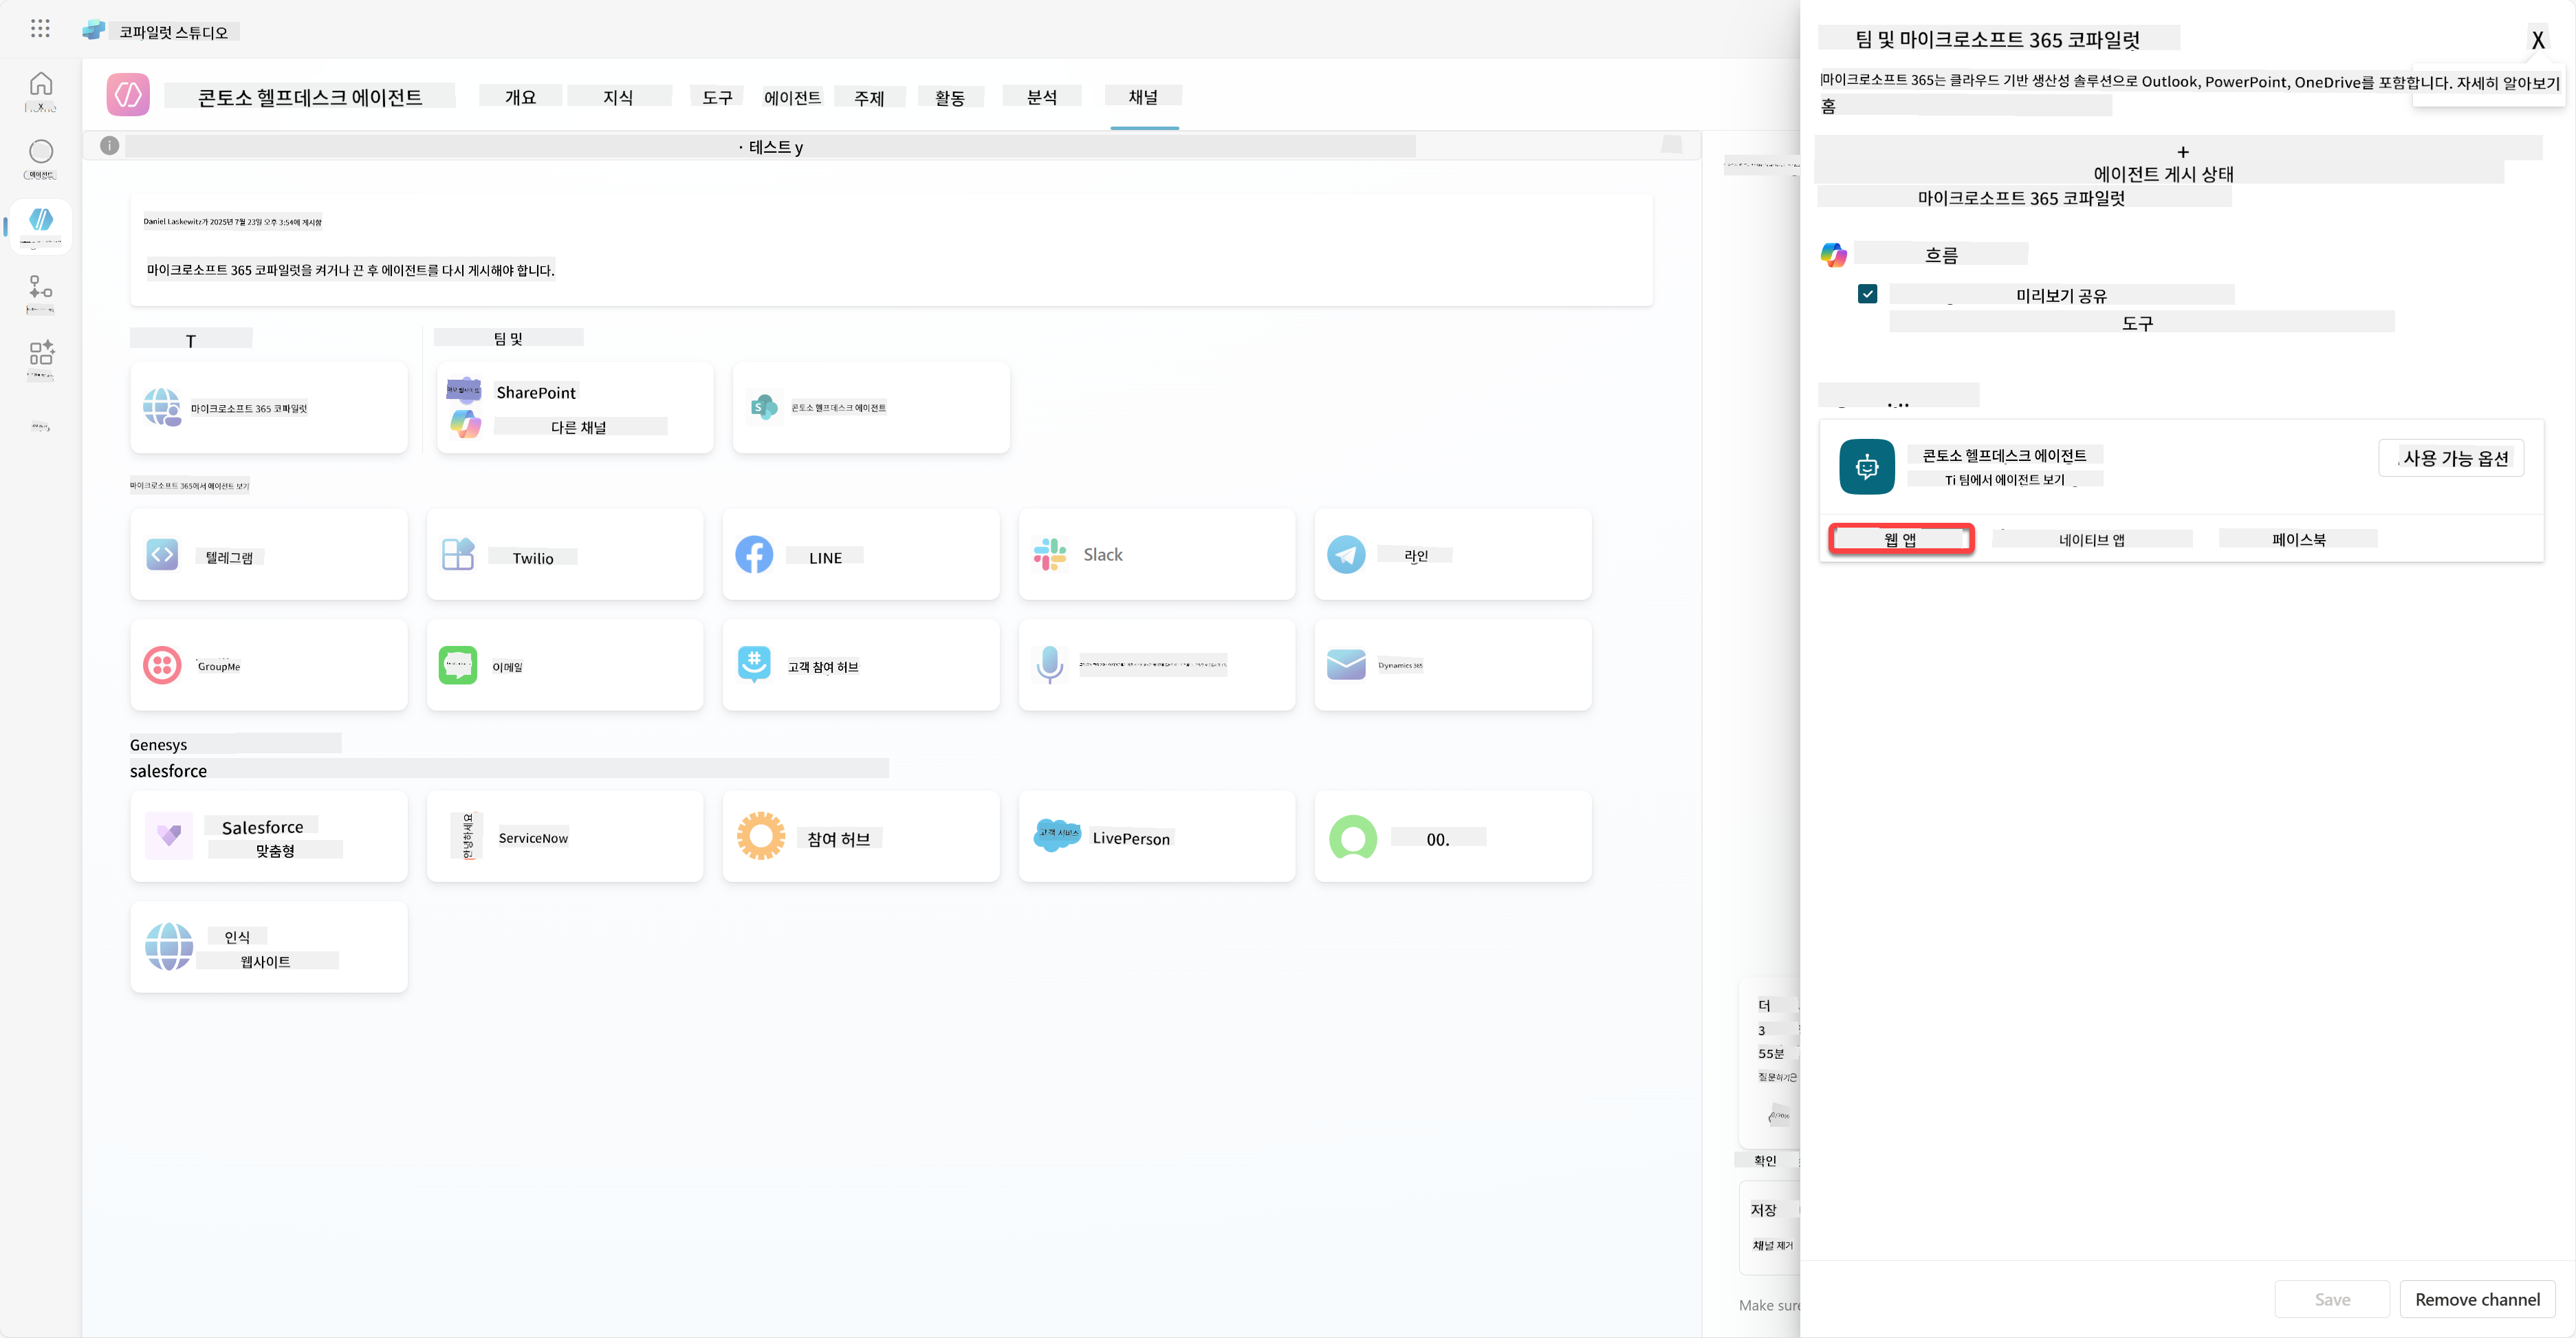 코파일럿 스튜디오
콘토소 헬프데스크 에이전트
개요
지식
도구
에이전트
주제
활동
분석
채널
· 테스트 y
Daniel Laskewitz가 2025년 7월 23일 오후 3:54에 게시함
마이크로소프트 365 코파일럿을 켜거나 끈 후 에이전트를 다시 게시해야 합니다.
T
팀 및
마이크로소프트 365 코파일럿
SharePoint
다른 채널
콘토소 헬프데스크 에이전트
마이크로소프트 365에서 에이전트 보기
텔레그램
Twilio
LINE
Slack
라인
GroupMe
이메일
고객 참여 허브
Dynamics 365
Genesys
salesforce
Salesforce
맞춤형
안녕하세요
ServiceNow
참여 허브
고객 서비스
LivePerson
00.
인식
웹사이트
더
3
55분
확인
저장
채널 제거
Make sure
팀 및 마이크로소프트 365 코파일럿
X
마이크로소프트 365는 클라우드 기반 생산성 솔루션으로 Outlook, PowerPoint, OneDrive를 포함합니다. 자세히 알아보기
홈
+
에이전트 게시 상태
마이크로소프트 365 코파일럿
흐름
미리보기 공유
도구
콘토소 헬프데스크 에이전트
Ti 팀에서 에이전트 보기
사용 가능 옵션
웹 앱
네이티브 앱
페이스북
Save
Remove channel